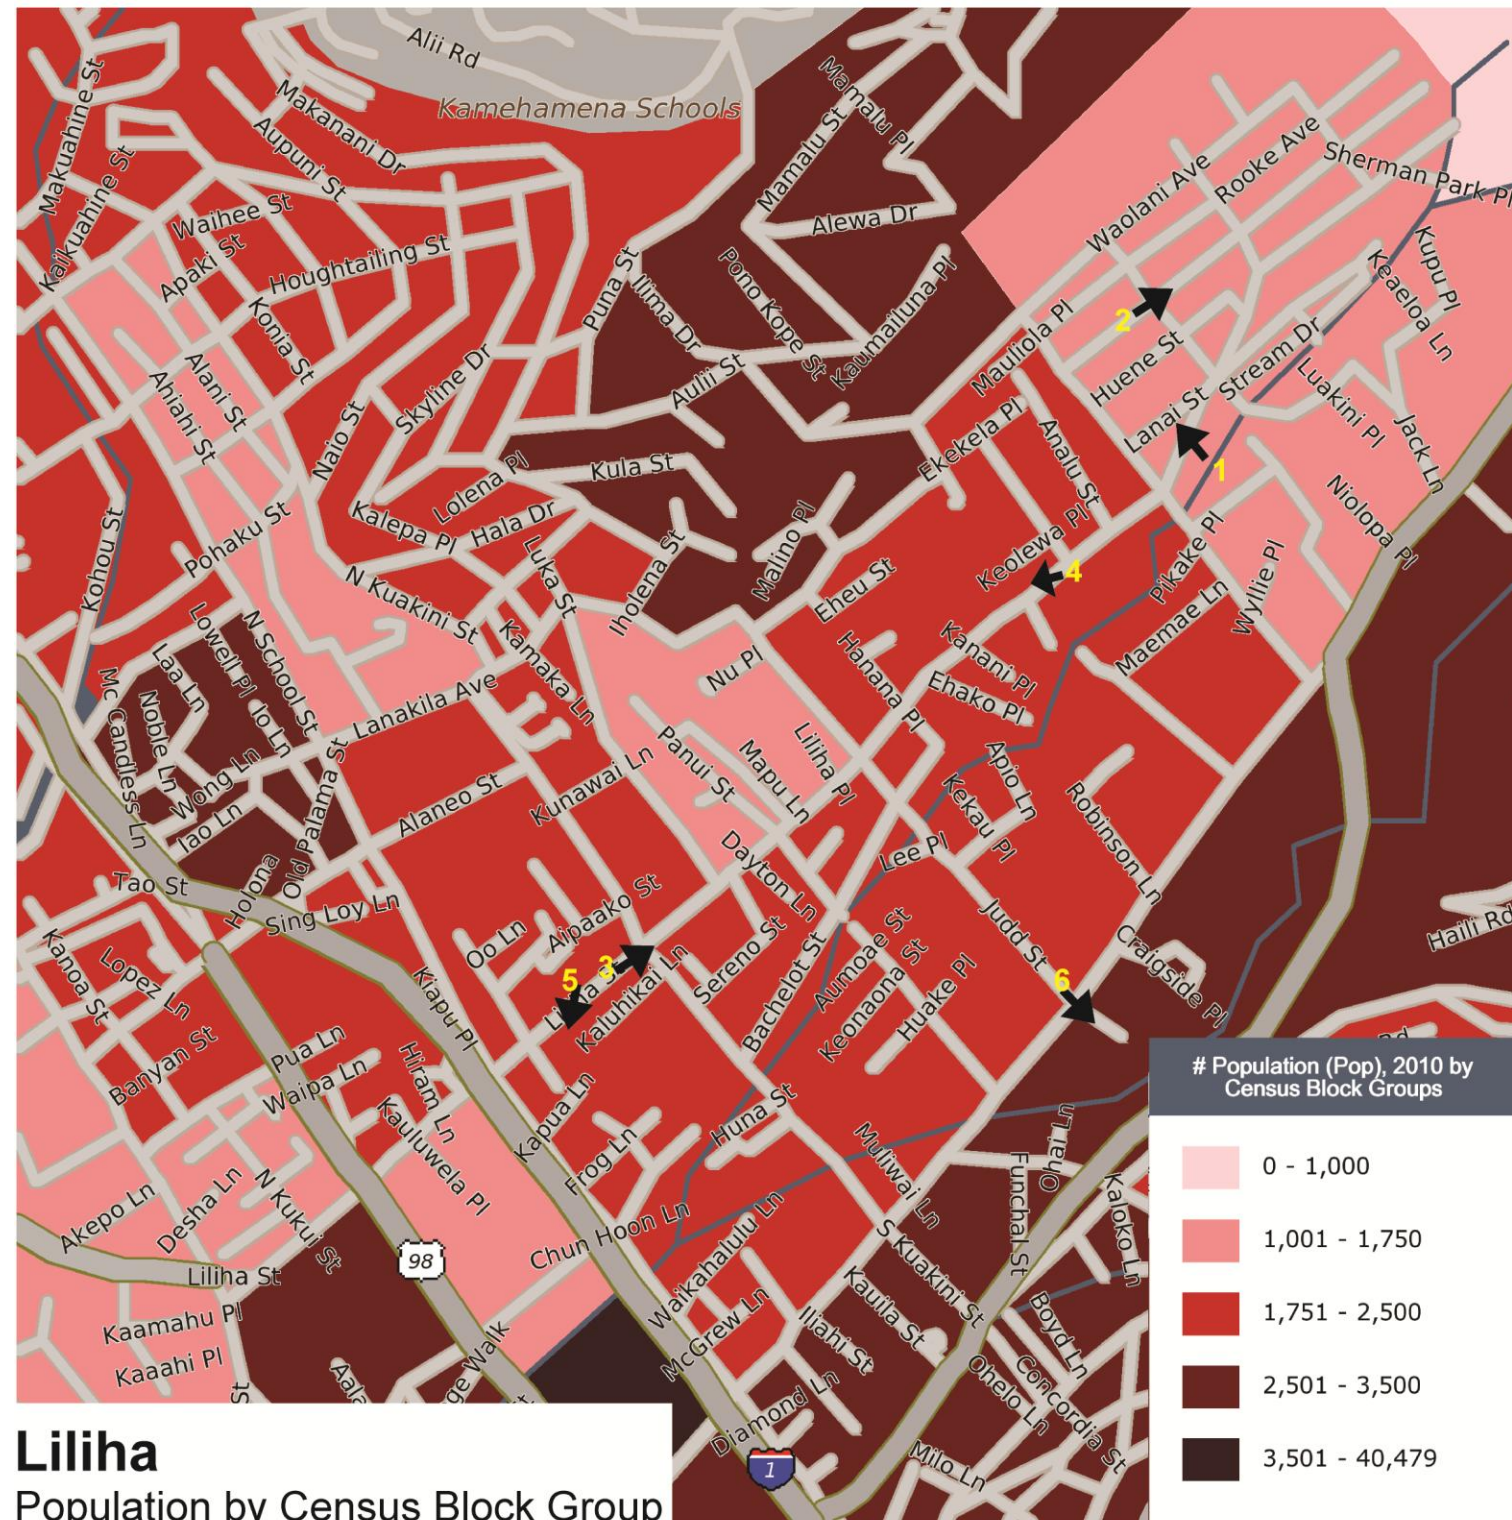 Alii Rd
Kamehamena Schools
Makuahine St
Makanani Dr
Aupuni St
Kaikuahine St
Waihee St
Apaki St
Houghtailing St
Konia St
Mamalu Pl
Mamalu St
Alewa Dr
Puna St
Ilima Dr
Pono Kope St
Kaumailuna Pl
Aulii St
Waolani Ave
Rooke Ave
Sherman Park Pl
Kupu Pl
Keaeloa Ln
Mauliola Pl
2
Huene St
Stream Dr
Luakini Pl
Lanai St
1
Jack Ln
Niolopa Pl
Alani St
Ahiahi St
Skyline Dr
Naio St
Kula St
Lolena Pl
Kalepa Pl
Hala Dr
Ekekela Pl
Analu St
Keolewa Pl
4
Pikake Pl
Wyllie Pl
Maemae Ln
Kohou St
Pohaku St
N Kuakini St
Luka St
Iholena St
Malino Pl
Eheu St
Kamaka Ln
Nu Pl
Hanana Pl
Kanani Pl
Ehako Pl
Lowell Pl
N School St
Laa Ln
Noble Ln
Io Ln
Mc Candless Ln
Wong Ln
Iao Ln
Old Palama St
Lanakila Ave
Alaneo St
Kunawai Ln
Panui St
Mapu Ln
Liliha Pl
Apio Ln
Kekau Pl
Robinson Ln
Lee Pl
Dayton Ln
Judd St
Tao St
Holona
Sing Loy Ln
Oo Ln
Aipaako St
5
3
Liliha St
Kaluhikai Ln
Sereno St
Bachelot St
Aumoae St
Keonaona St
Huake Pl
6
Craigside Pl
Haili Rd
Kanoa St
Lopez Ln
Banyan St
Kiapu Pl
Pua Ln
Waipa Ln
Hiram Ln
Kauluwela Pl
Kapua Ln
Frog Ln
Huna St
Muliwai Ln
Ohai Ln
Funchal St
Kaloko Ln
Akepo Ln
Desha Ln
N Kukui St
Chun Hoon Ln
Waikahalulu Ln
S Kuakini St
98
Liliha St
Kaamahu Pl
Kaaahi Pl
McGrew Ln
Kauila St
Iliahi St
Boyd Ln
Concordia St
Ohelo Ln
Diamond Ln
Milo Ln
1
St
Aala
ge Walk
St
Rd
# Population (Pop), 2010 by
Census Block Groups
0 - 1,000
1,001 - 1,750
1,751 - 2,500
2,501 - 3,500
3,501 - 40,479
Liliha
Population by Census Block Group